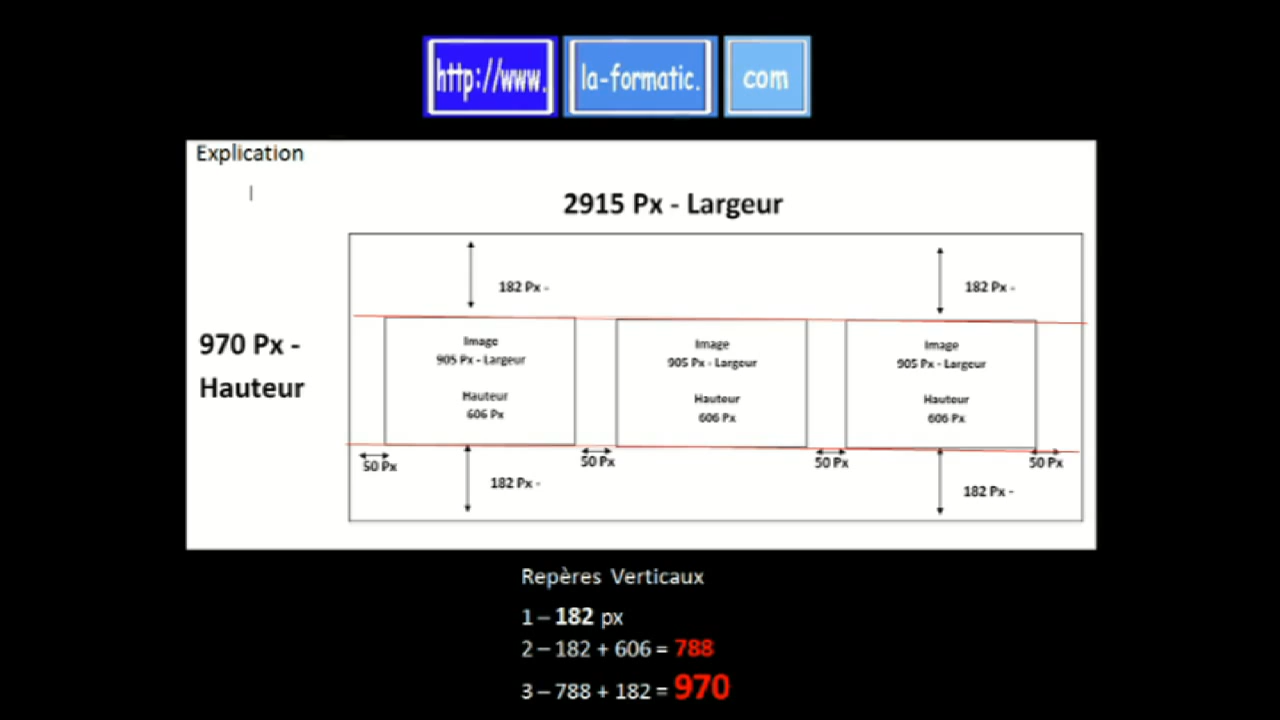 http://www. la-formatic. com
Explication
2915 Px - Largeur
182 Px -
182 Px -
970 Px -
Hauteur
Image
905 Px - Largeur
Hauteur
606 Px
Image
905 Px - Largeur
Hauteur
606 Px
Image
905 Px - Largeur
Hauteur
606 Px
50 Px
50 Px
50 Px
50 Px
182 Px -
182 Px -
Repères Verticaux
1 – 182 px
2 – 182 + 606 = 788
3 – 788 + 182 = 970